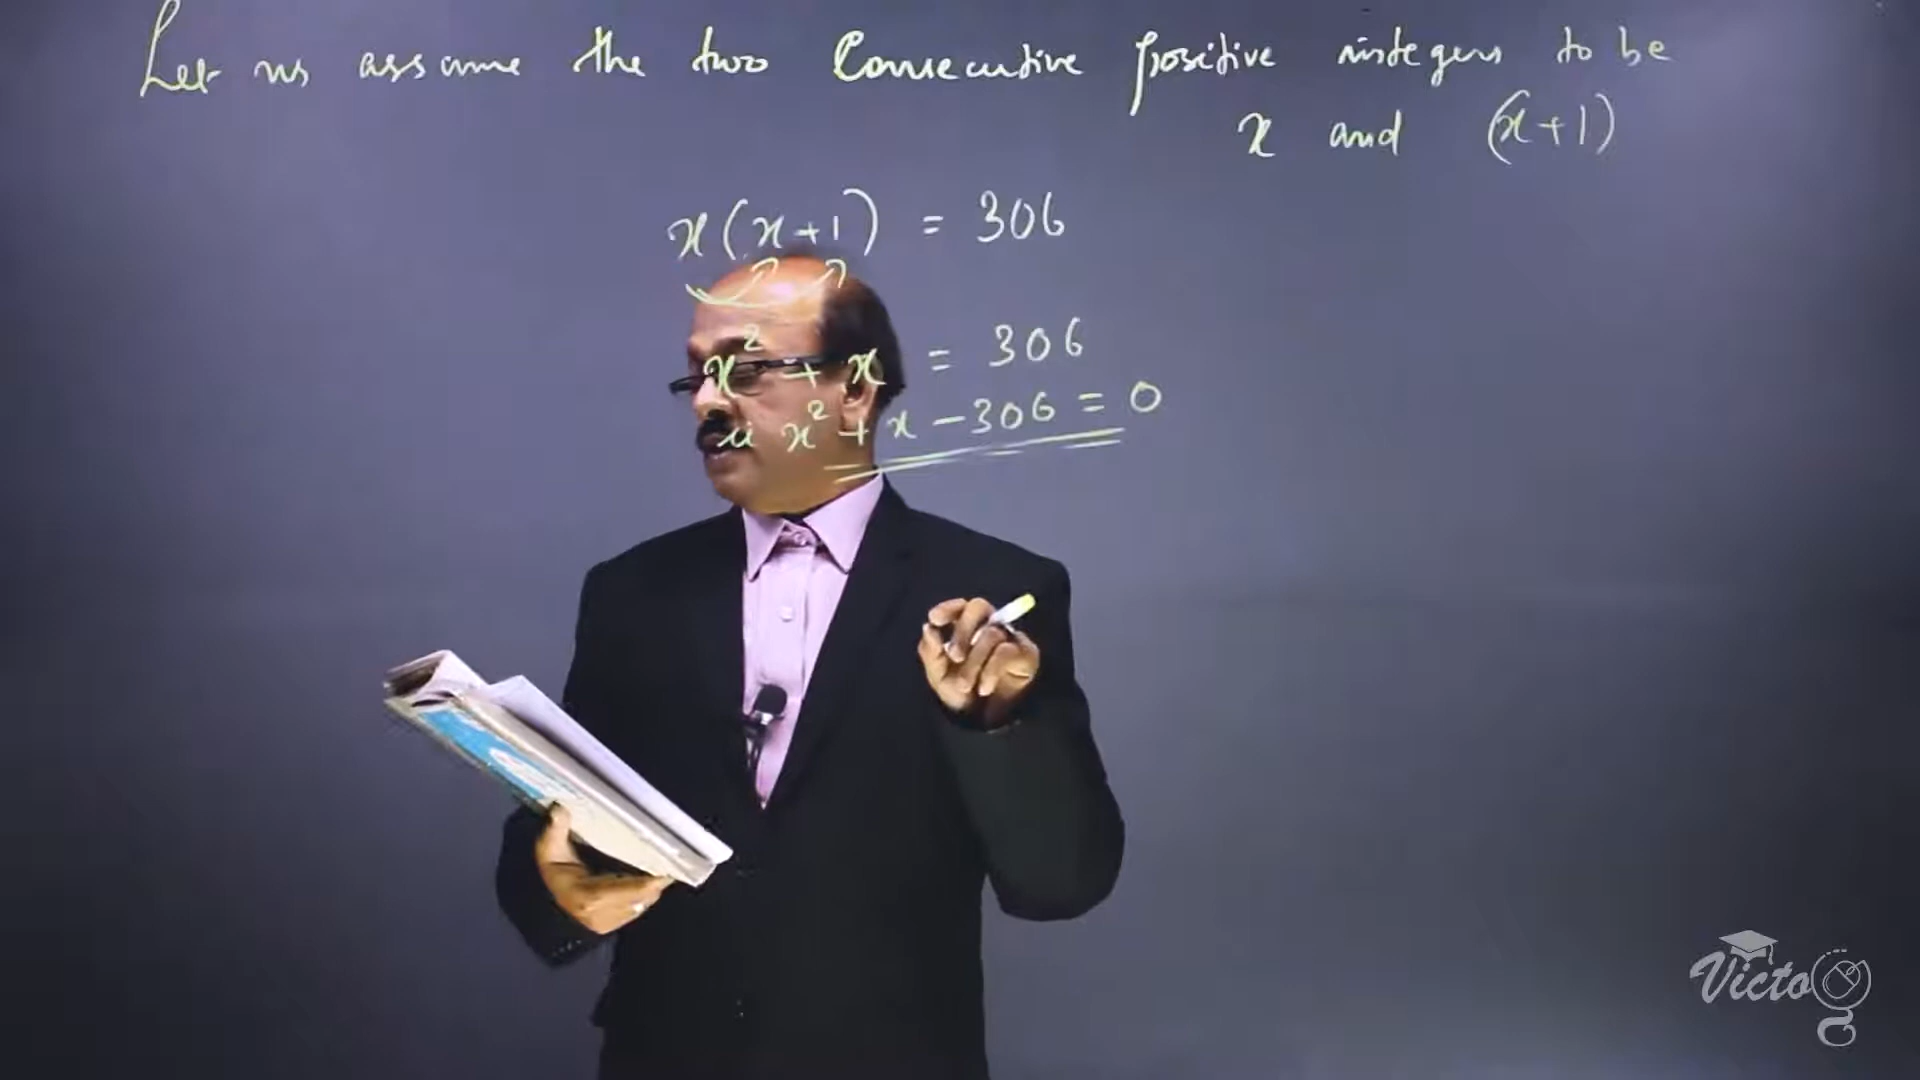 Let us assume the two Consecutive positive integers to be
x and (x+1)
x(x+1) = 306
x² + x = 306
ie x² + x - 306 = 0
Victo